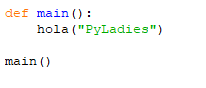 def main():
    hola("PyLadies")

main()